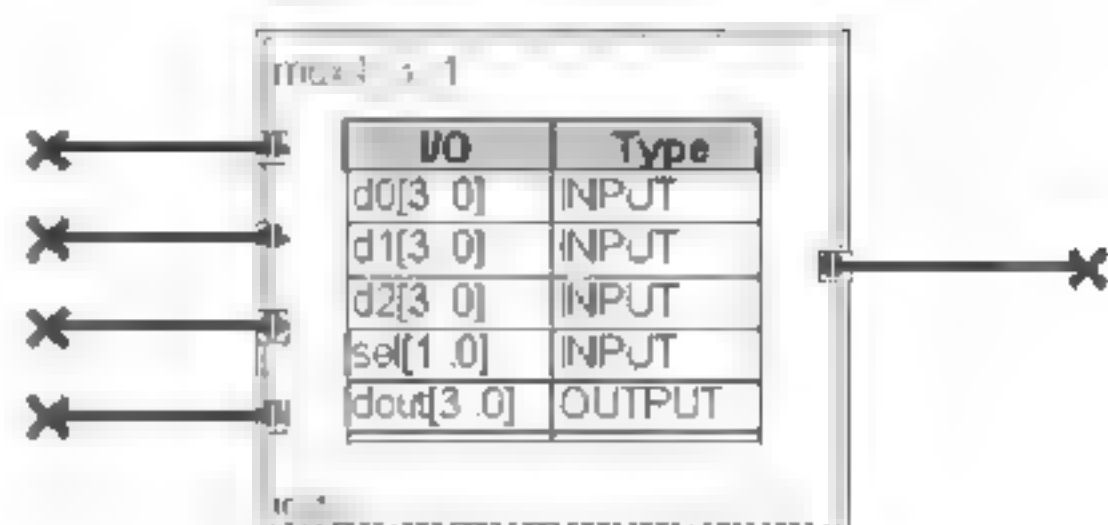 I/O Type
d0[3 .0] INPUT
d1[3 .0] INPUT
d2[3 .0] INPUT
sel[1 .0] INPUT
dout[3 .0] OUTPUT